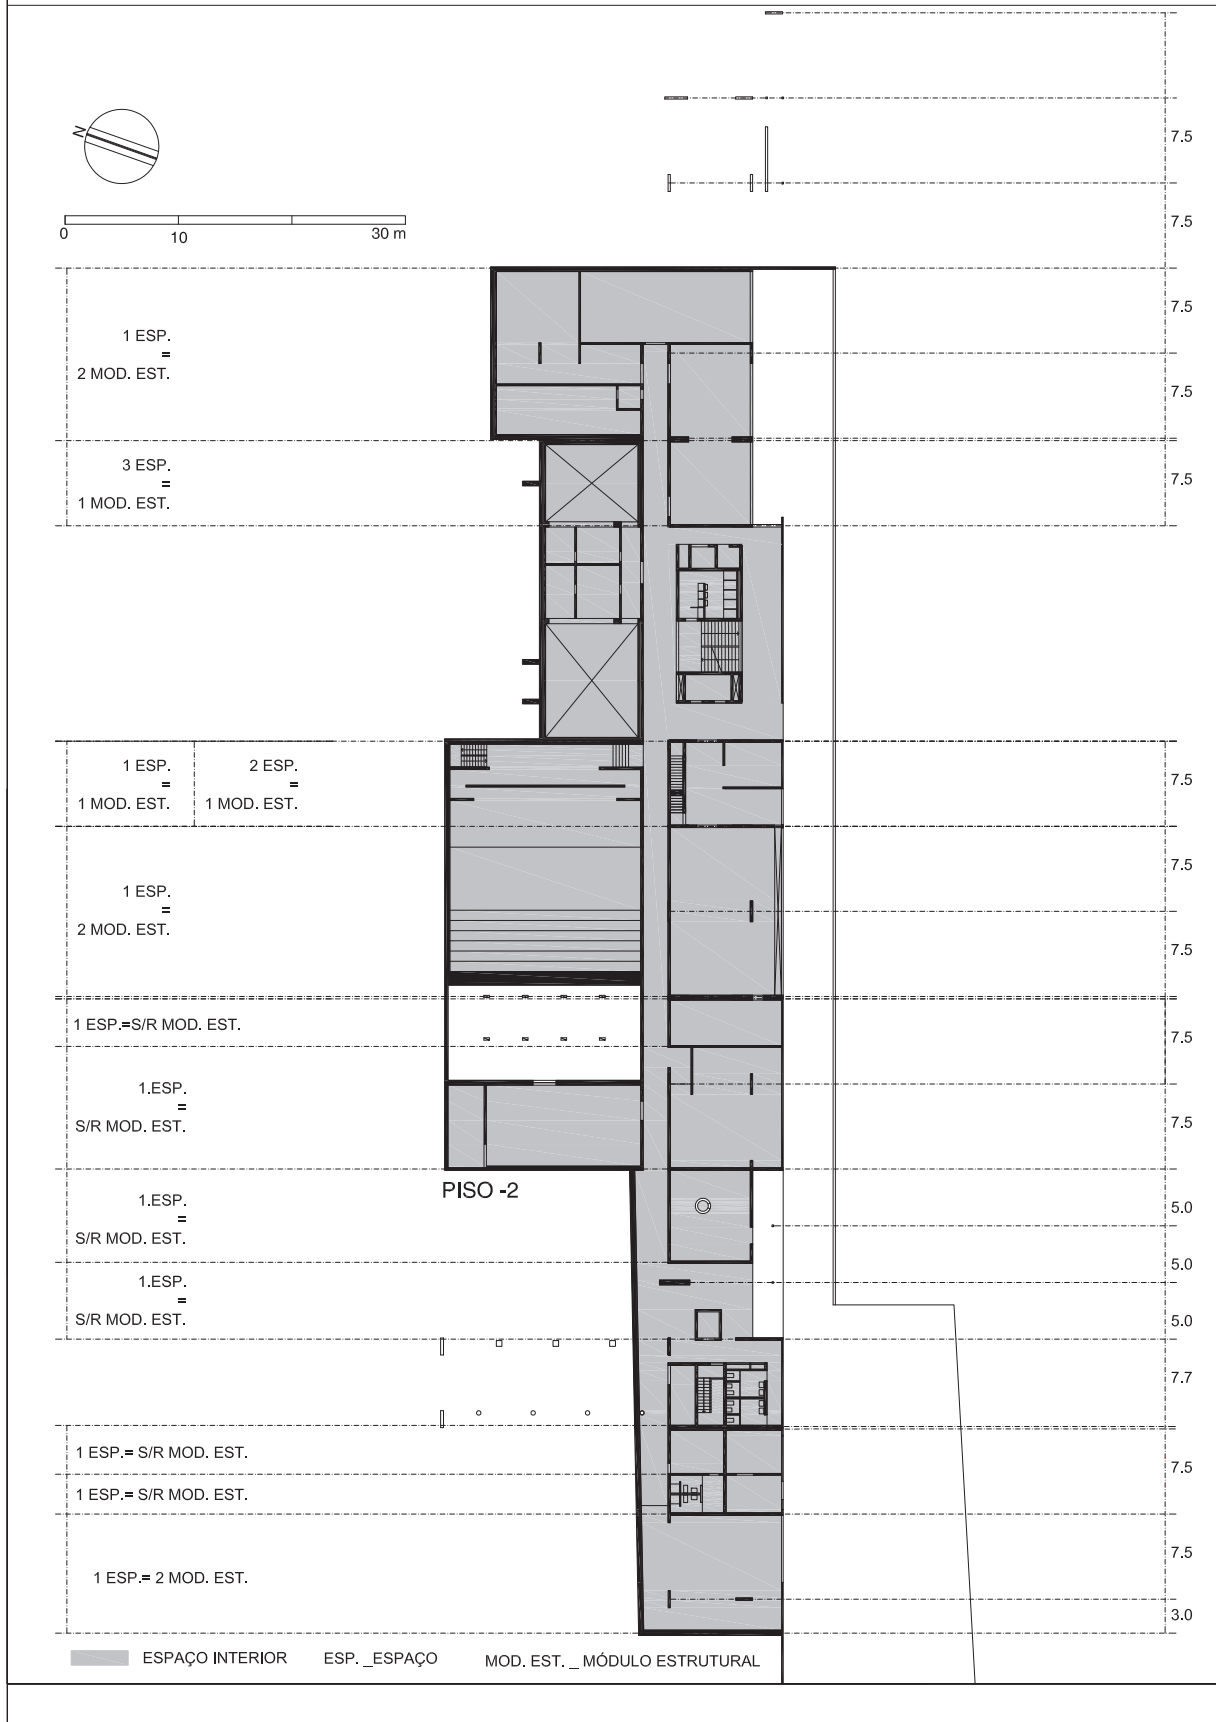 N
0 10 30 m
7.5
7.5
7.5
1 ESP.
=
2 MOD. EST.
7.5
3 ESP.
=
1 MOD. EST.
7.5
1 ESP.
=
1 MOD. EST.
2 ESP.
=
1 MOD. EST.
7.5
7.5
1 ESP.
=
2 MOD. EST.
7.5
1 ESP.=S/R MOD. EST.
7.5
1.ESP.
=
S/R MOD. EST.
7.5
PISO -2
1.ESP.
=
S/R MOD. EST.
5.0
5.0
1.ESP.
=
S/R MOD. EST.
5.0
7.7
1 ESP.= S/R MOD. EST.
7.5
1 ESP.= S/R MOD. EST.
7.5
1 ESP.= 2 MOD. EST.
3.0
ESPAÇO INTERIOR ESP. _ESPAÇO MOD. EST. _ MÓDULO ESTRUTURAL